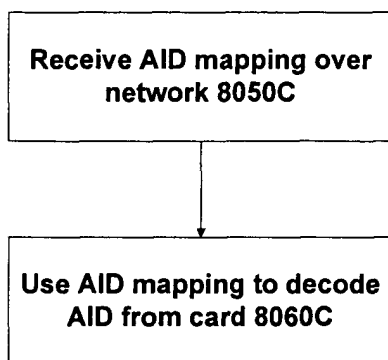 Receive AID mapping over
network 8050C
Use AID mapping to decode
AID from card 8060C